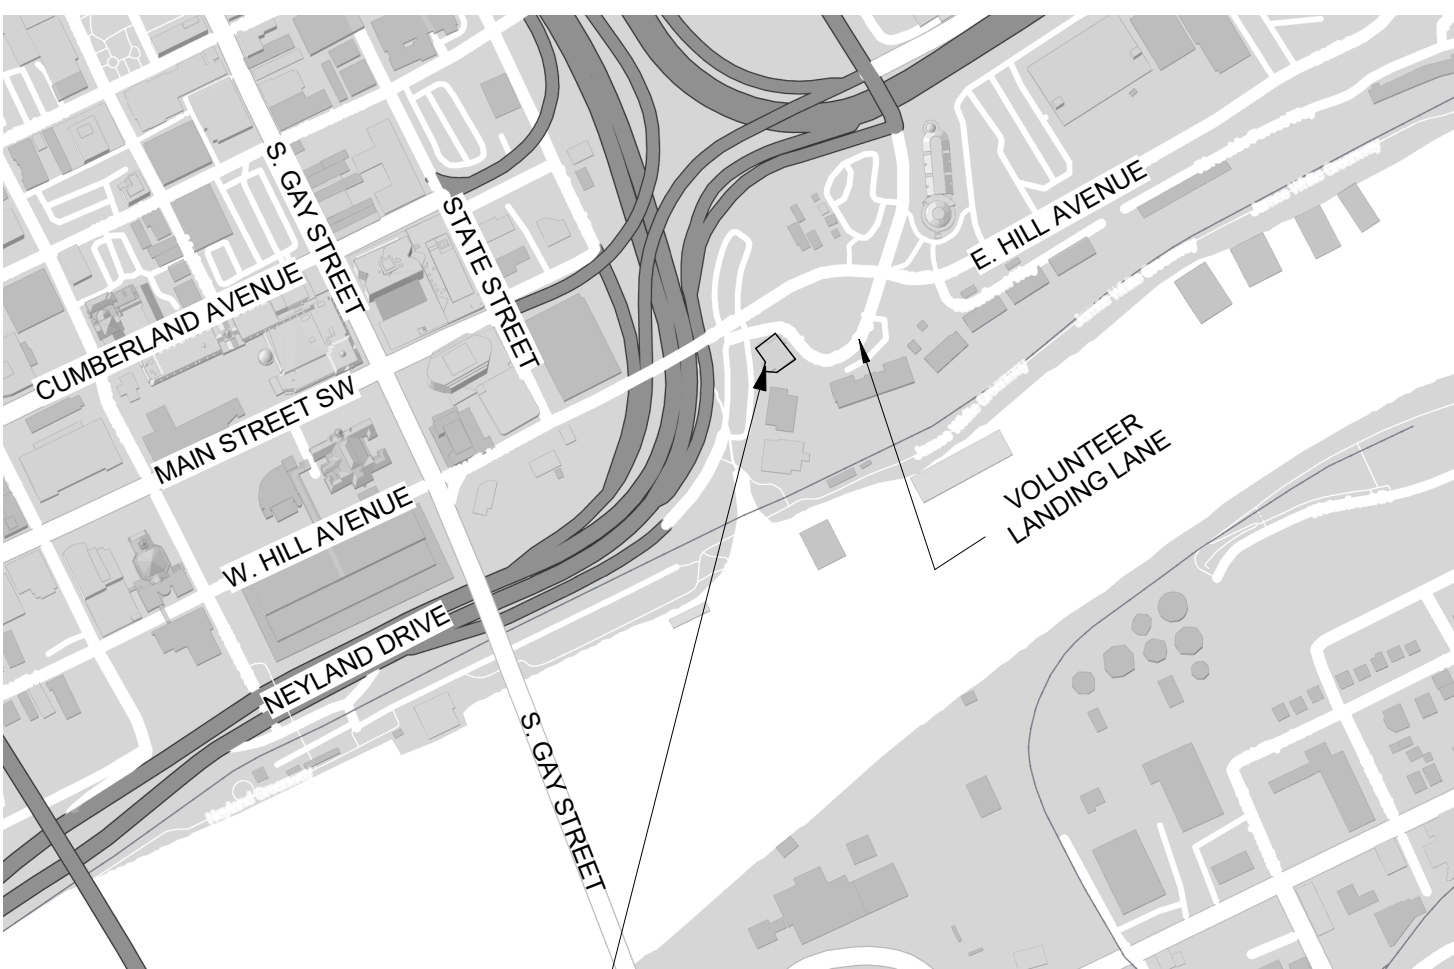 S. GAY STREET
STATE STREET
E. HILL AVENUE
CUMBERLAND AVENUE
MAIN STREET SW
W. HILL AVENUE
VOLUNTEER
LANDING LANE
NEYLAND DRIVE
S. GAY STREET